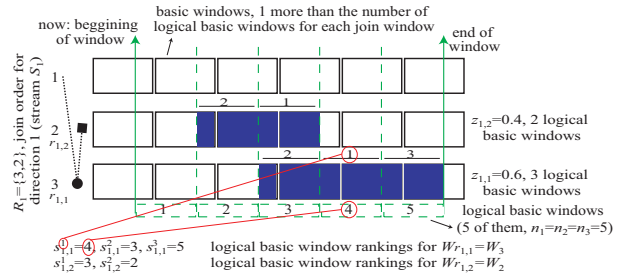 basic windows, 1 more than the number of
logical basic windows for each join window
now: beggining
of window
end of
window
R1={3,2}, join order for
direction 1 (stream S1)
1
2
r1,2
3
r1,1
2 1
z1,2=0.4, 2 logical
basic windows
2 1 3
z1,1=0.6, 3 logical
basic windows
1 2 3 4 5
logical basic windows
(5 of them, n1=n2=n3=5)
s^1_1,1=4, s^2_1,1=3, s^3_1,1=5 logical basic window rankings for Wr1,1=W3
s^1_1,2=3, s^2_1,2=2 logical basic window rankings for Wr1,2=W2